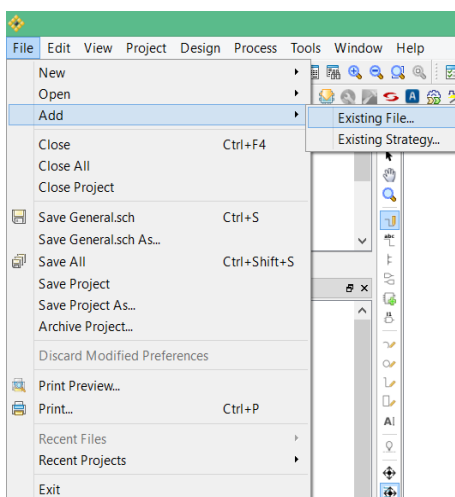 File Edit View Project Design Process Tools Window Help
New
Open
Add
Existing File...
Existing Strategy...
Close Ctrl+F4
Close All
Close Project
Save General.sch Ctrl+S
Save General.sch As...
Save All Ctrl+Shift+S
Save Project
Save Project As...
Archive Project...
Discard Modified Preferences
Print Preview...
Print... Ctrl+P
Recent Files
Recent Projects
Exit
A
abc
A